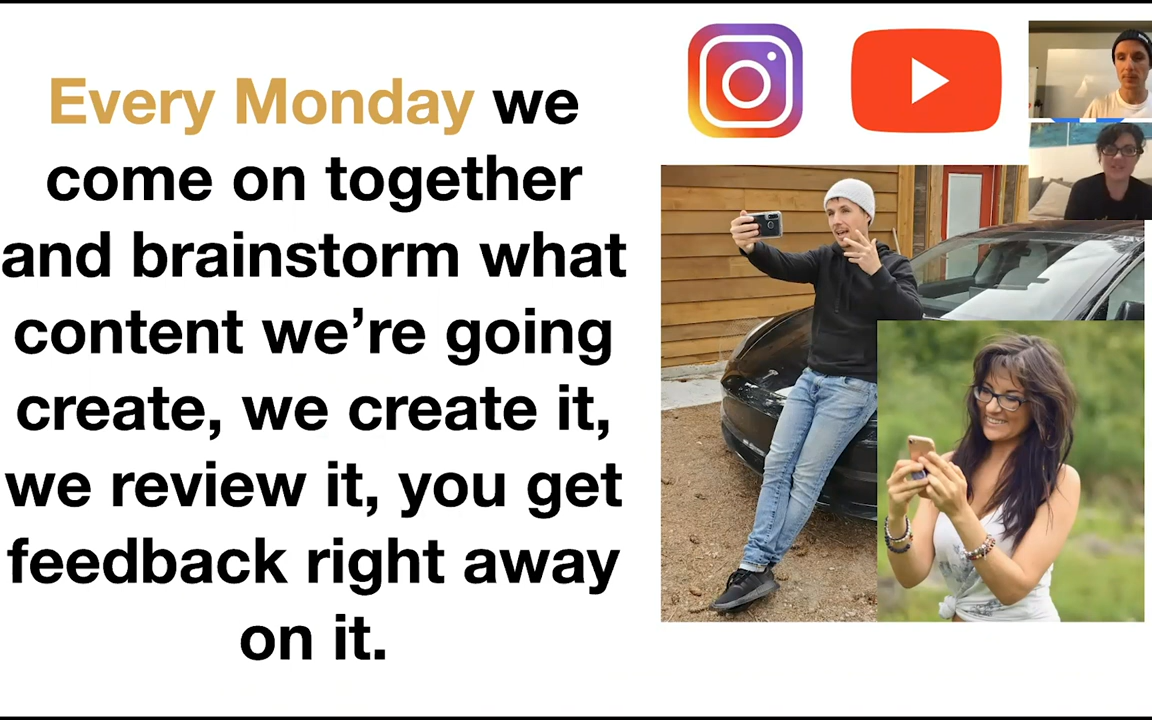 Every Monday we
come on together
and brainstorm what
content we’re going
create, we create it,
we review it, you get
feedback right away
on it.